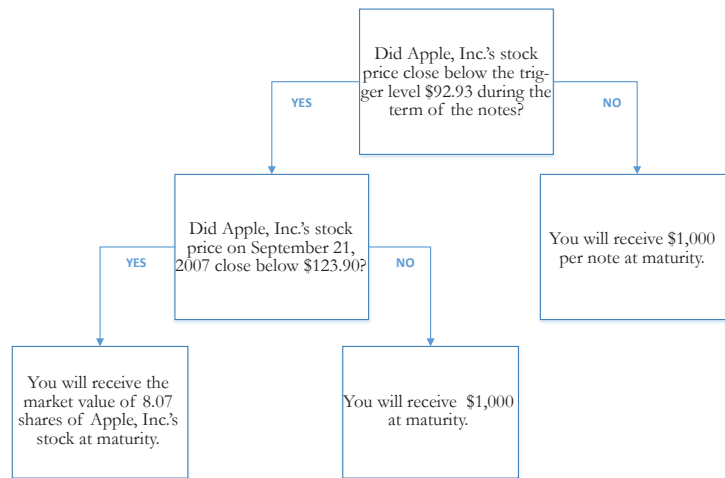 Did Apple, Inc.'s stock
price close below the trig-
ger level $92.93 during the
term of the notes?
YES
NO
Did Apple, Inc.'s stock
price on September 21,
2007 close below $123.90?
You will receive $1,000
per note at maturity.
YES
NO
You will receive the
market value of 8.07
shares of Apple, Inc.'s
stock at maturity.
You will receive $1,000
at maturity.